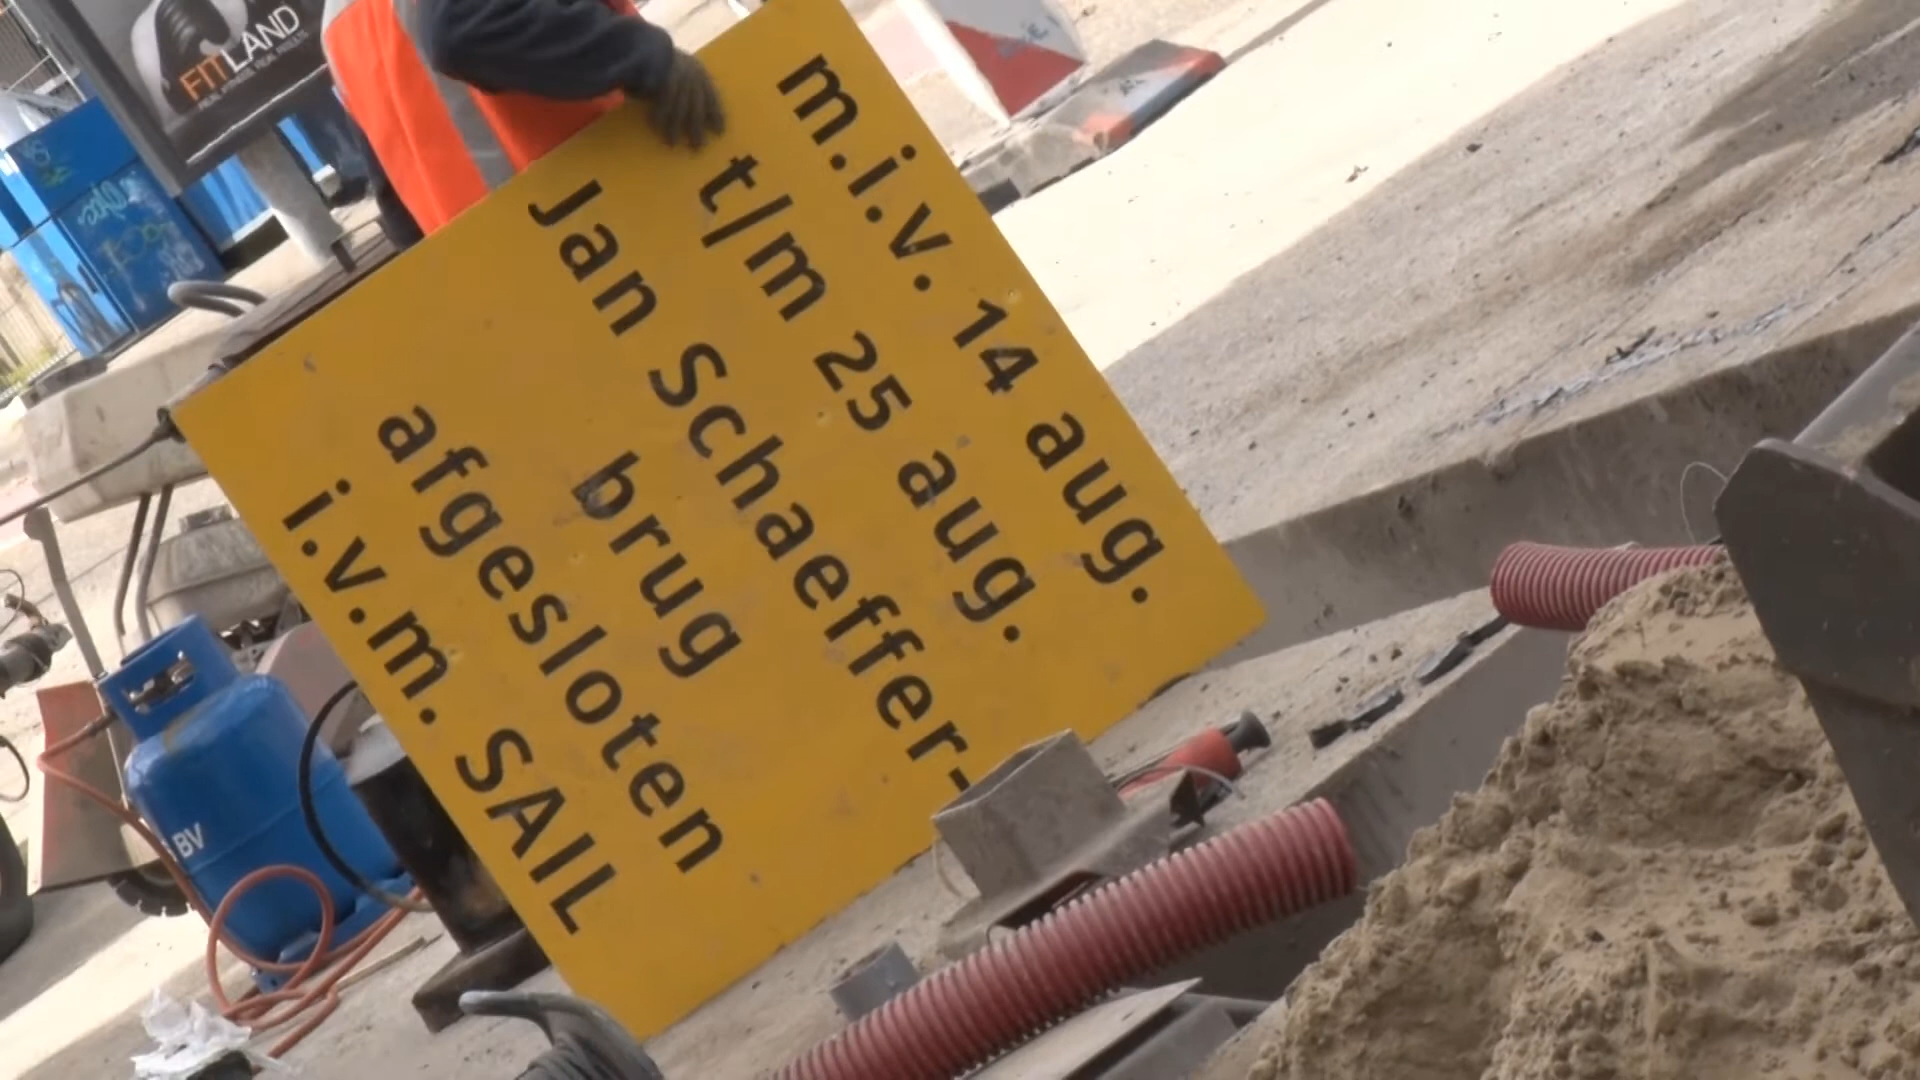 m.i.v. 14 aug.
t/m 25 aug.
Jan Schaeffer-
brug
afgesloten
i.v.m. SAIL
FITLAND
BV